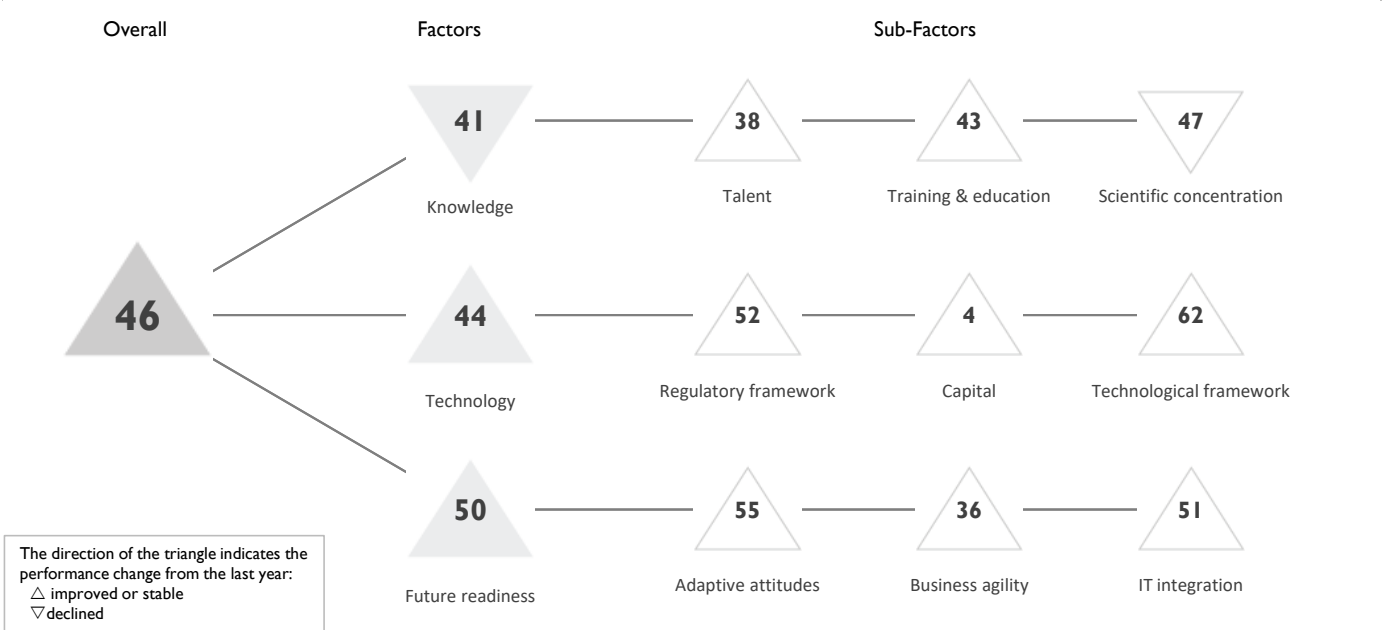 Overall Factors Sub-Factors
41 38 43 47
Knowledge Talent Training & education Scientific concentration
46 44 52 4 62
Technology Regulatory framework Capital Technological framework
50 55 36 51
Future readiness Adaptive attitudes Business agility IT integration
The direction of the triangle indicates the
performance change from the last year:
△ improved or stable
▽ declined